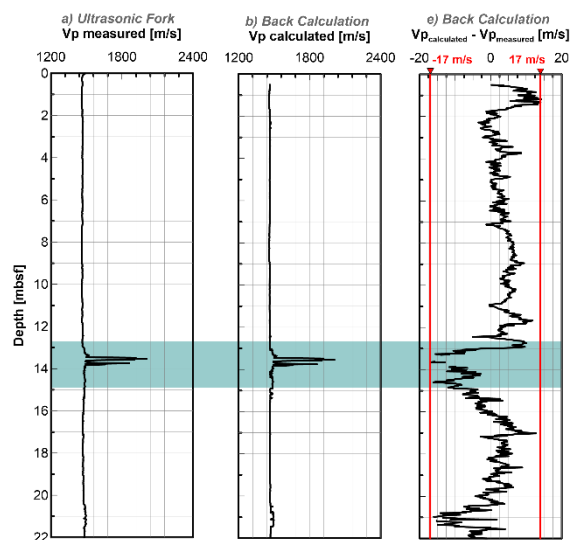 a) Ultrasonic Fork
Vp measured [m/s]
1200 1800 2400
b) Back Calculation
Vp calculated [m/s]
1200 1800 2400
e) Back Calculation
Vpcalculated - Vpmeasured [m/s]
-20 0 20
-17 m/s 17 m/s
Depth [mbsf]
0
2
4
6
8
10
12
14
16
18
20
22